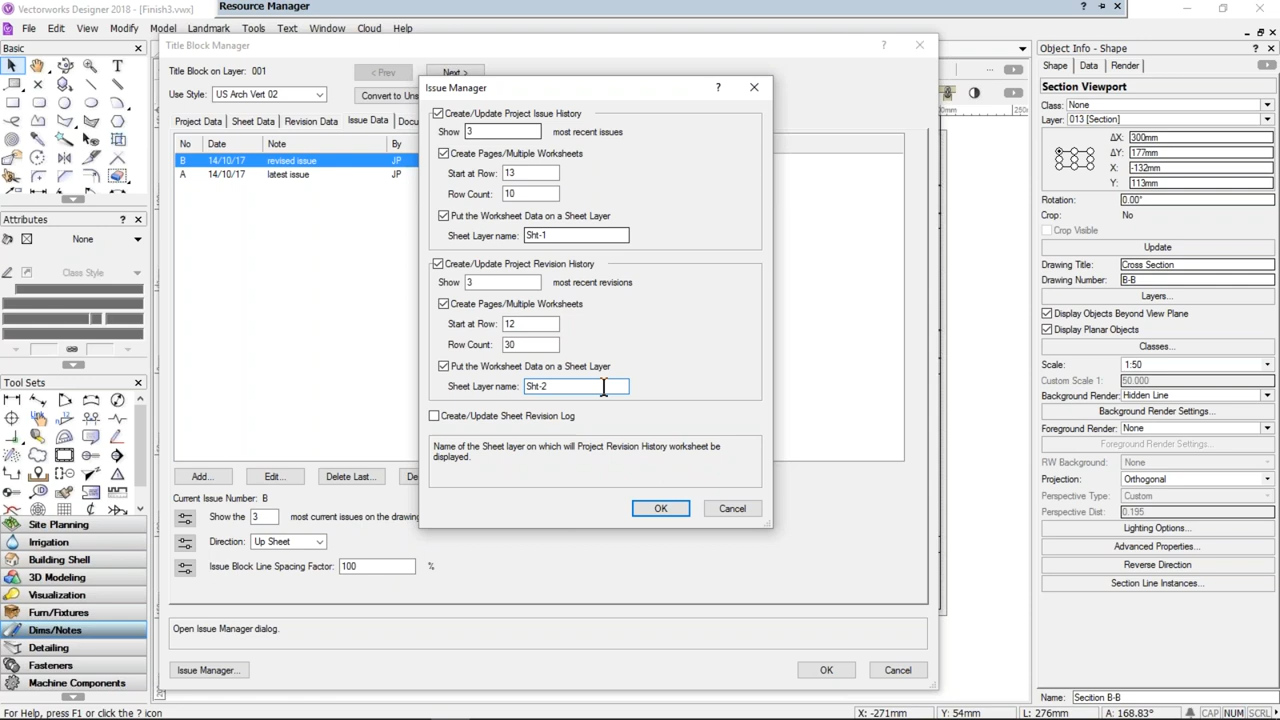 Vectorworks Designer 2018 - [Finish3.vwx]
Resource Manager
File Edit View Modify Model Landmark Tools Text Window Cloud Help
Basic
Title Block Manager
Object Info - Shape
Title Block on Layer: 001
< Prev Next >
Use Style: US Arch Vert 02
Convert to Uns
Project Data Sheet Data Revision Data Issue Data Docu
No Date Note By
B 14/10/17 revised issue JP
A 14/10/17 latest issue JP
Issue Manager
Create/Update Project Issue History
Show 3 most recent issues
Create Pages/Multiple Worksheets
Start at Row: 13
Row Count: 10
Put the Worksheet Data on a Sheet Layer
Sheet Layer name: Sht-1
Create/Update Project Revision History
Show 3 most recent revisions
Create Pages/Multiple Worksheets
Start at Row: 12
Row Count: 30
Put the Worksheet Data on a Sheet Layer
Sheet Layer name: Sht-2
Create/Update Sheet Revision Log
Name of the Sheet layer on which will Project Revision History worksheet be
displayed.
OK Cancel
Add... Edit... Delete Last... De
Current Issue Number: B
Show the 3 most current issues on the drawing
Direction: Up Sheet
Issue Block Line Spacing Factor: 100 %
Open Issue Manager dialog.
Issue Manager... OK Cancel
Attributes
None
Class Style
Tool Sets
Site Planning
Irrigation
Building Shell
3D Modeling
Visualization
Furn/Fixtures
Dims/Notes
Detailing
Fasteners
Machine Components
Shape Data Render
Section Viewport
Class: None
Layer: 013 [Section]
ΔX: 300mm
ΔY: 177mm
X: -132mm
Y: 113mm
Rotation: 0.00°
Crop: No
Crop Visible
Update
Drawing Title: Cross Section
Drawing Number: B-B
Layers...
Display Objects Beyond View Plane
Display Planar Objects
Classes...
Scale: 1:50
Custom Scale 1: 50.000
Background Render: Hidden Line
Background Render Settings...
Foreground Render: None
Foreground Render Settings...
RW Background: None
Projection: Orthogonal
Perspective Type: Custom
Perspective Dist: 0.195
Lighting Options...
Advanced Properties...
Reverse Direction
Section Line Instances...
Name: Section B-B
For Help, press F1 or click the ? icon
X: -271mm Y: 54mm L: 276mm A: 168.83° CAP NUM SCRL